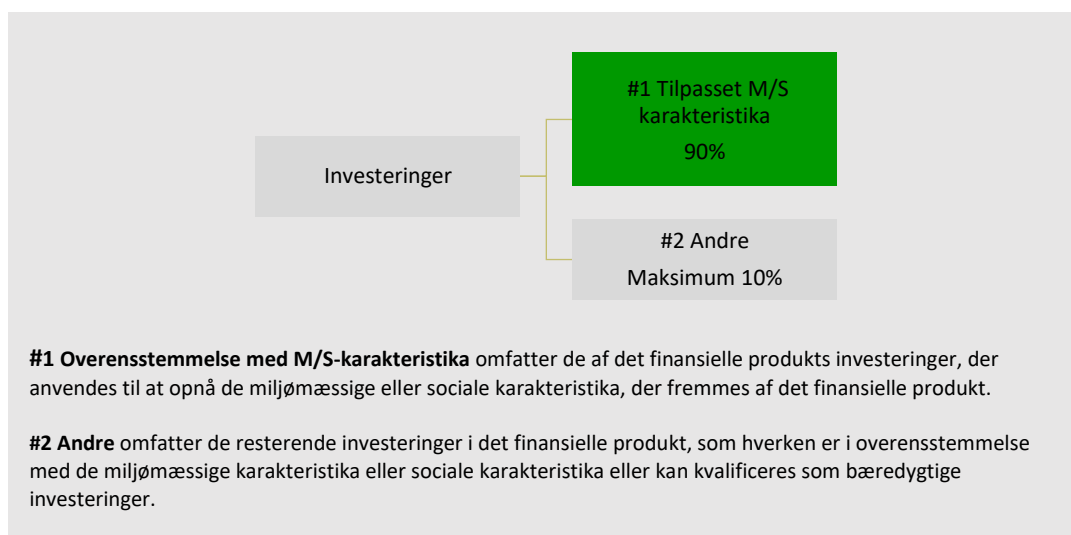 #1 Tilpasset M/S
karakteristika
90%
Investeringer
#2 Andre
Maksimum 10%
#1 Overensstemmelse med M/S-karakteristika omfatter de af det finansielle produkts investeringer, der
anvendes til at opnå de miljømæssige eller sociale karakteristika, der fremmes af det finansielle produkt.
#2 Andre omfatter de resterende investeringer i det finansielle produkt, som hverken er i overensstemmelse
med de miljømæssige karakteristika eller sociale karakteristika eller kan kvalificeres som bæredygtige
investeringer.